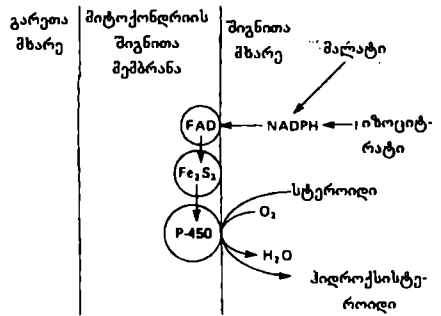 გარეთა
მხარე
მიტოქონდრიის
შიგნითა
მემბრანა
შიგნითა
მხარე
მალატი
FAD
NADPH
იზოციტ-
რატი
Fe₂S₂
სტეროიდი
O₂
P-450
H₂O
ჰიდროქსისტე-
როიდი